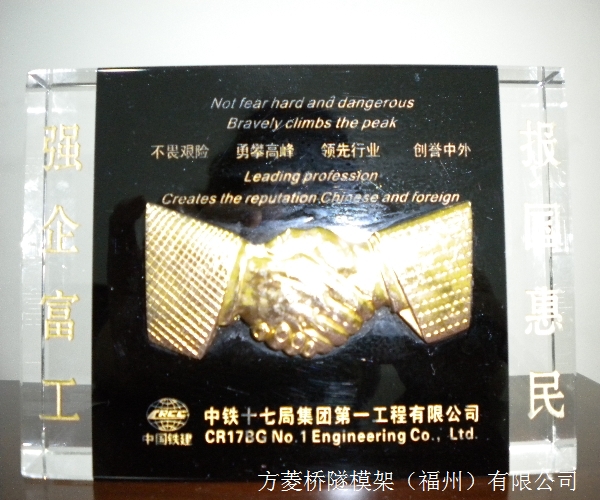 强企富工
Not fear hard and dangerous
Bravely climbs the peak
不畏艰险 勇攀高峰 领先行业 创誉中外
Leading profession
Creates the reputation Chinese and foreign
报国惠民
CRCC
中国铁建
中铁十七局集团第一工程有限公司
CR17BG No.1 Engineering Co., Ltd.
方菱桥隧模架（福州）有限公司